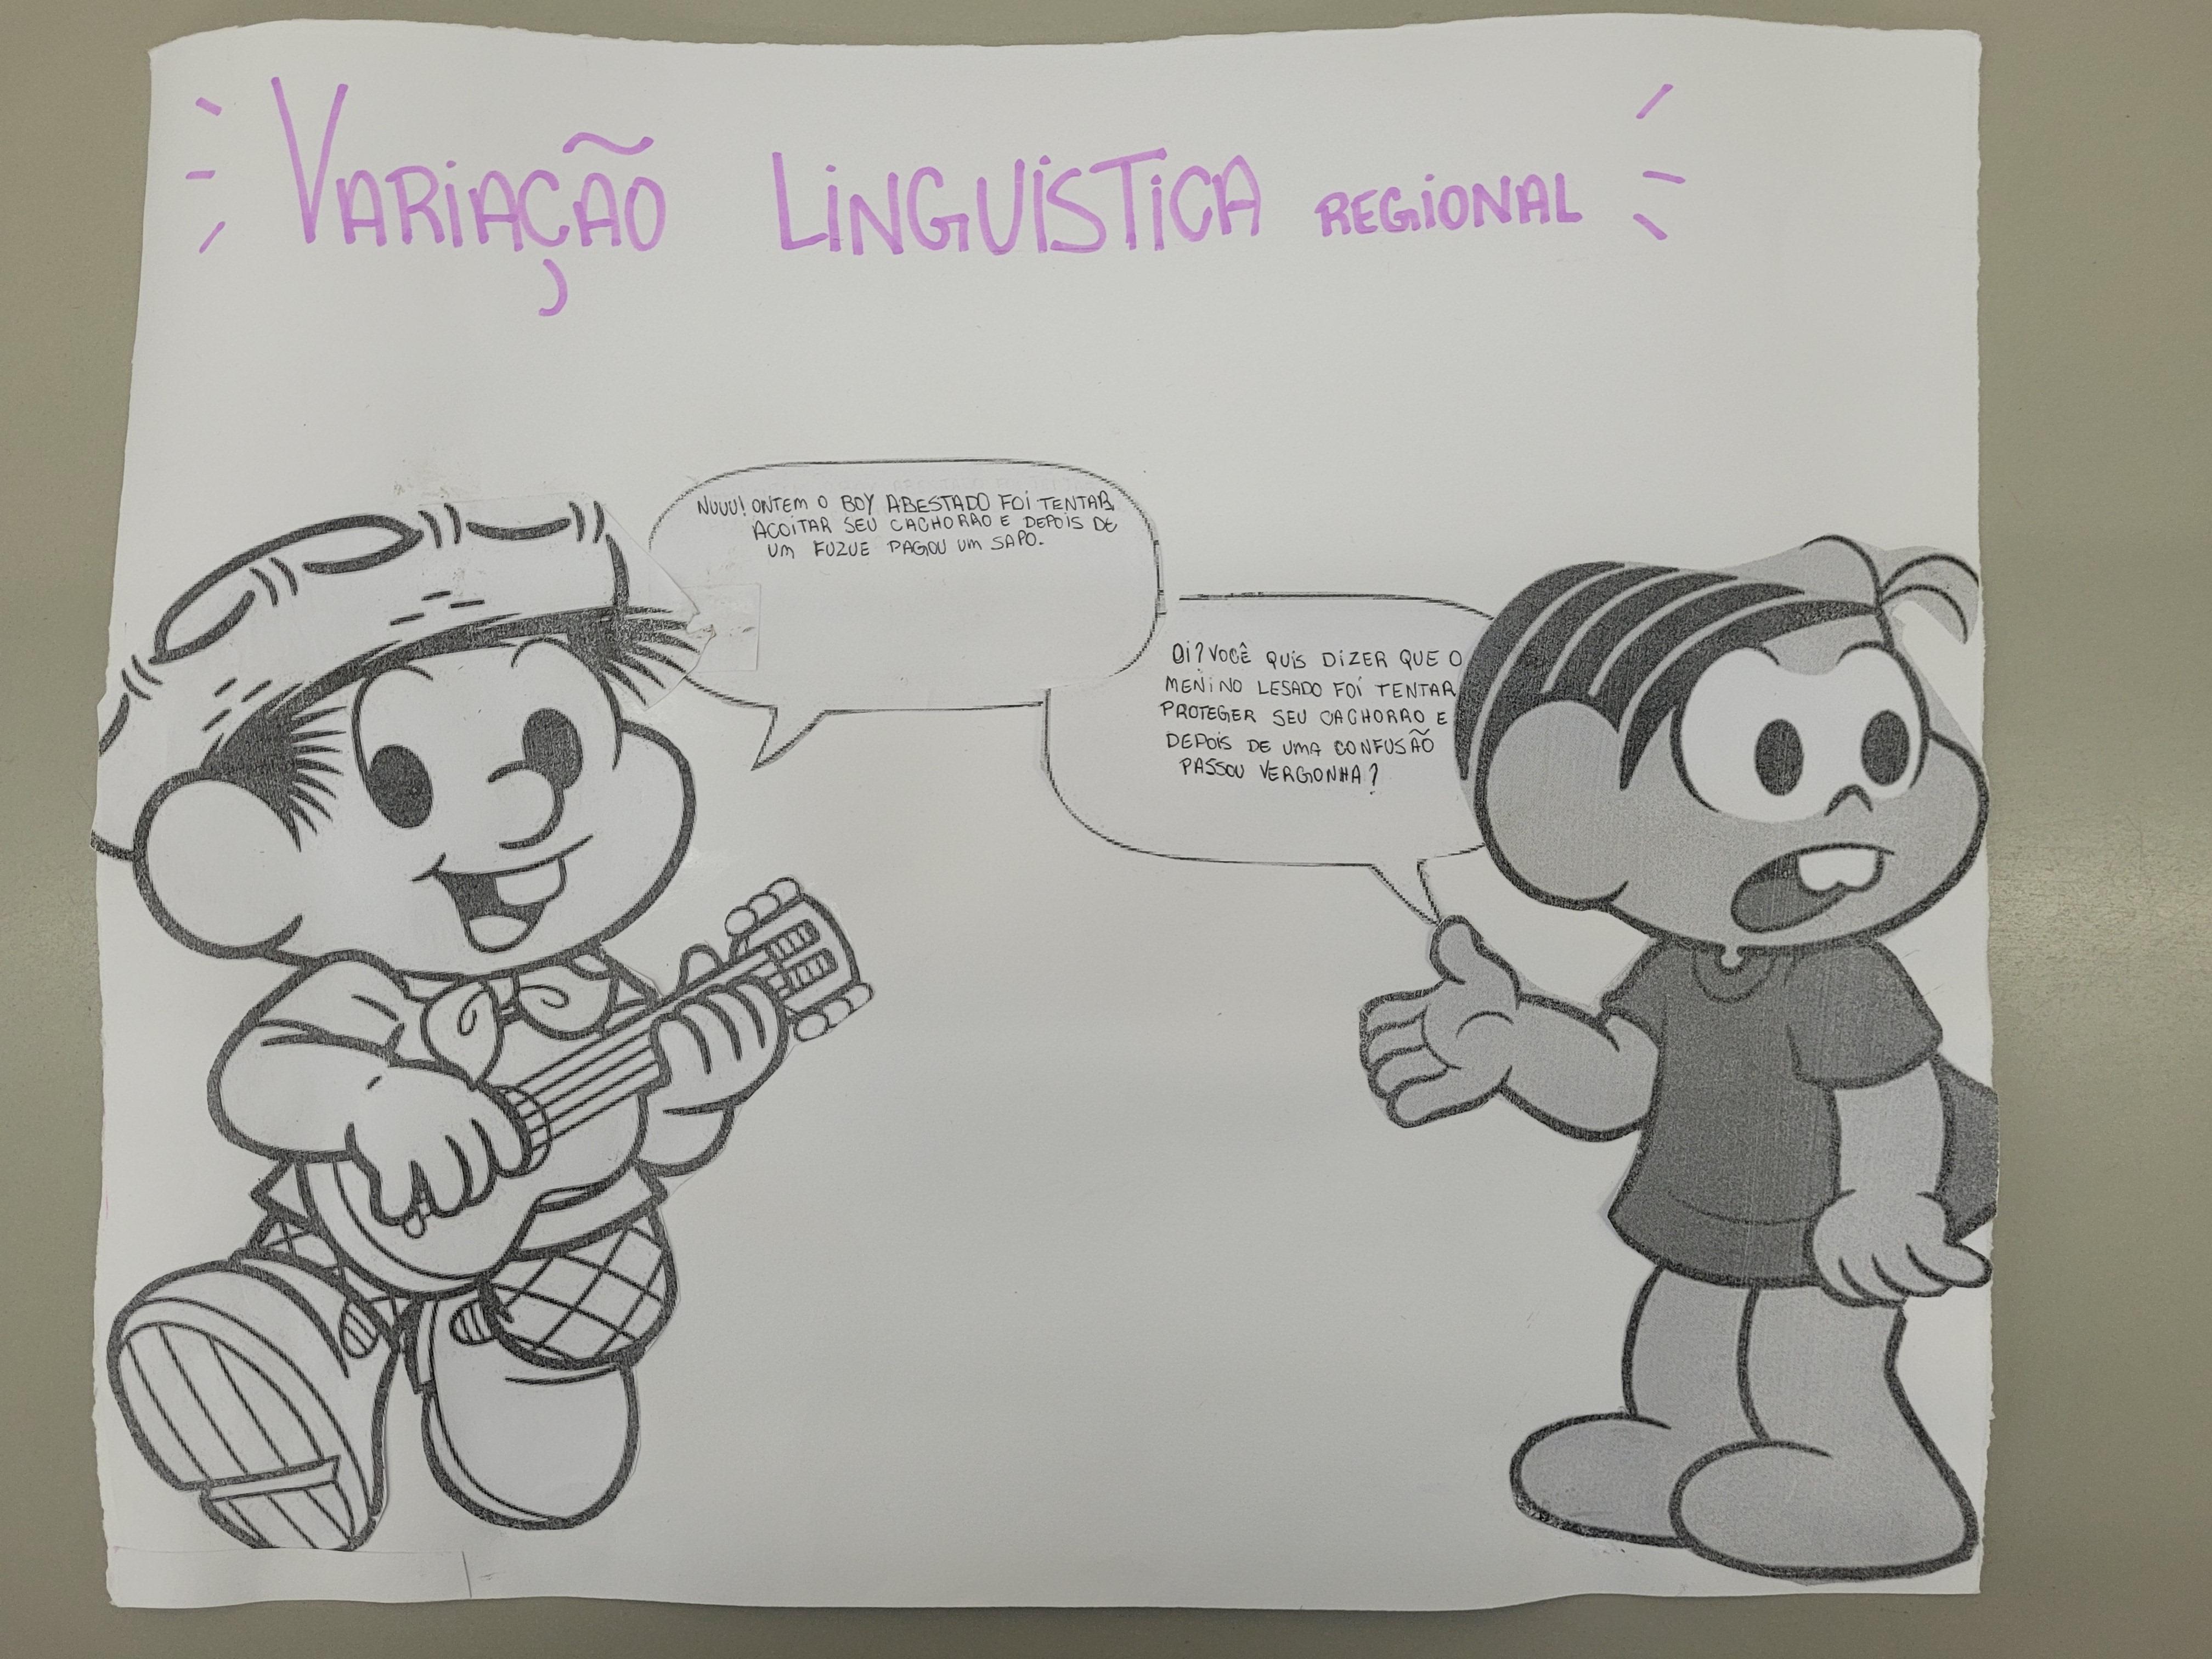 VARIAÇÃO LINGUÍSTICA REGIONAL
NUUU! ONTEM O BOY ABESTADO FOI TENTAR
ACOITAR SEU CACHORRO E DEPOIS DE
UM FUZUE PAGOU UM SAPO.
OI? VOCÊ QUIS DIZER QUE O
MENINO LESADO FOI TENTAR
PROTEGER SEU CACHORRO E
DEPOIS DE UMA CONFUSÃO
PASSOU VERGONHA?